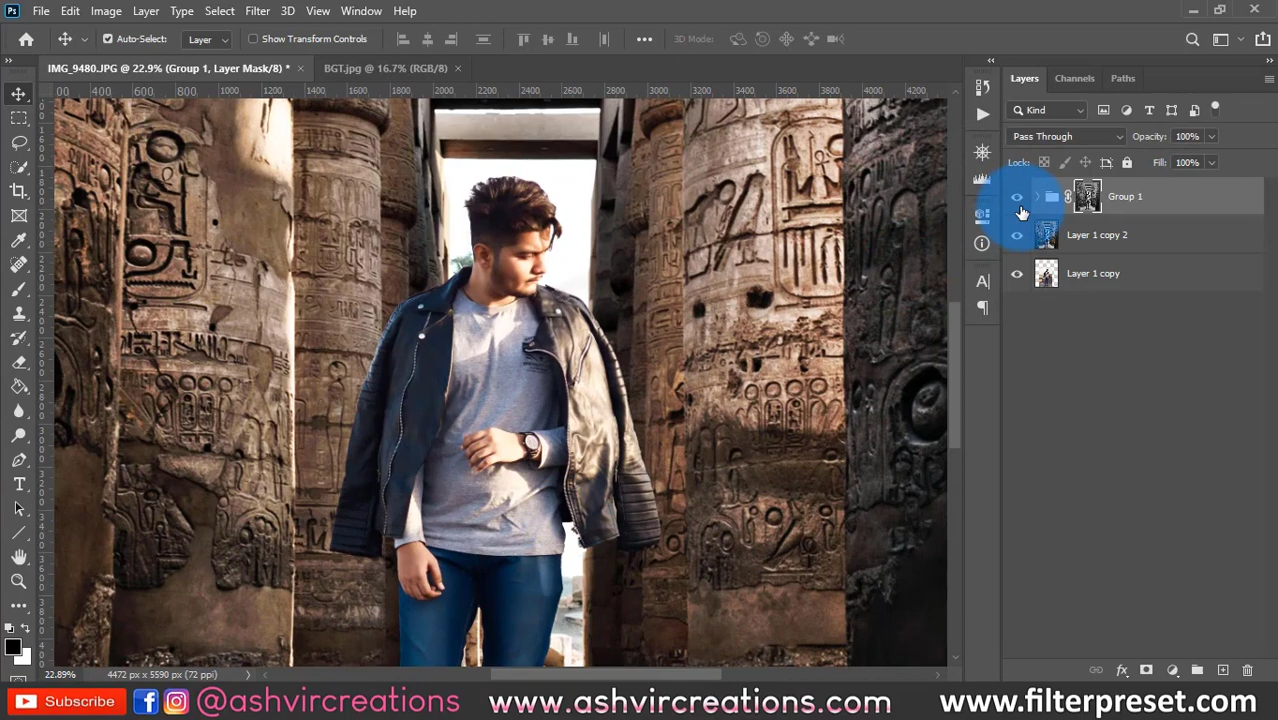 Ps File Edit Image Layer Type Select Filter 3D View Window Help
Auto-Select: Layer Show Transform Controls 3D Mode:
IMG_9480.JPG @ 22.9% (Group 1, Layer Mask/8) * BGT.jpg @ 16.7% (RGB/8)
00 400 600 800 1000 1200 1400 1600 1800 2000 2200 2400 2600 2800 3000 3200 3400 3600 3800 4000 4200
Layers Channels Paths
Kind
Pass Through Opacity: 100%
Lock: Fill: 100%
Group 1
Layer 1 copy 2
Layer 1 copy
22.89% 4472 px x 5590 px (72 ppi)
Subscribe @ashvircreations www.ashvircreations.com www.filterpreset.com